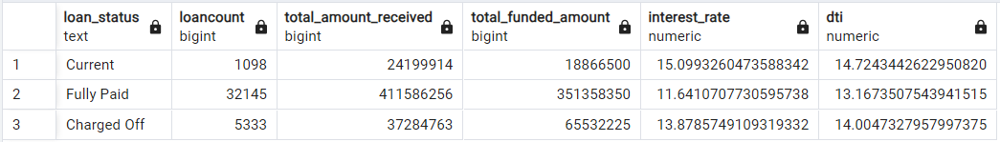 loan_status loancount total_amount_received total_funded_amount interest_rate dti
text bigint bigint bigint numeric numeric
1 Current 1098 24199914 18866500 15.0993260473588342 14.7243442622950820
2 Fully Paid 32145 411586256 351358350 11.6410707730595738 13.1673507543941515
3 Charged Off 5333 37284763 65532225 13.8785749109319332 14.0047327957997375